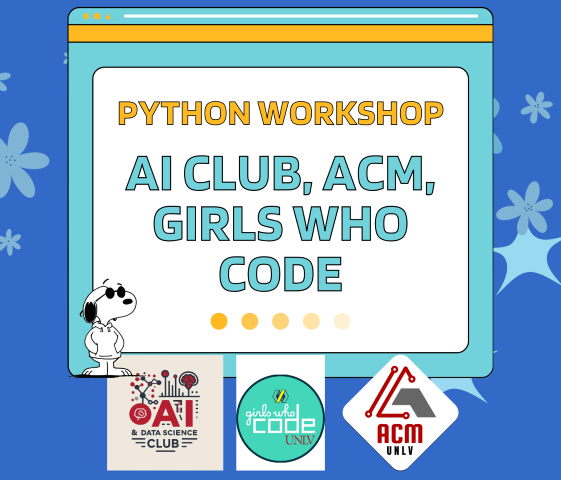 PYTHON WORKSHOP
AI CLUB, ACM,
GIRLS WHO
CODE
AI
& DATA SCIENCE
CLUB
girls who
code
UNLV
ACM
UNLV